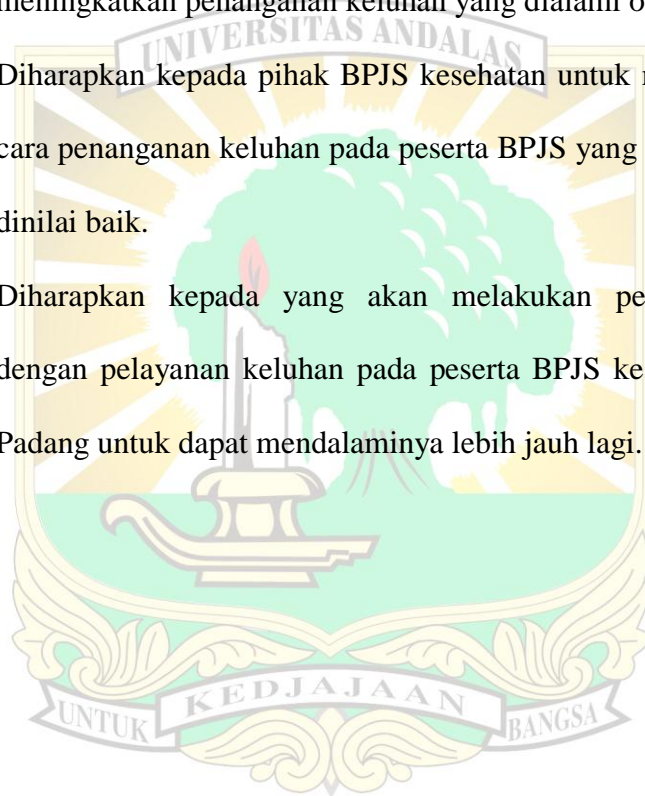 meningkatkan penanganan keluhan yang dialami
UNIVERSITAS ANDALAS
Diharapkan kepada pihak BPJS kesehatan untuk
cara penanganan keluhan pada peserta BPJS yang
dinilai baik.
Diharapkan kepada yang akan melakukan
dengan pelayanan keluhan pada peserta BPJS
Padang untuk dapat mendalaminya lebih jauh lagi.
UNTUK KEDJAJAAN BANGSA